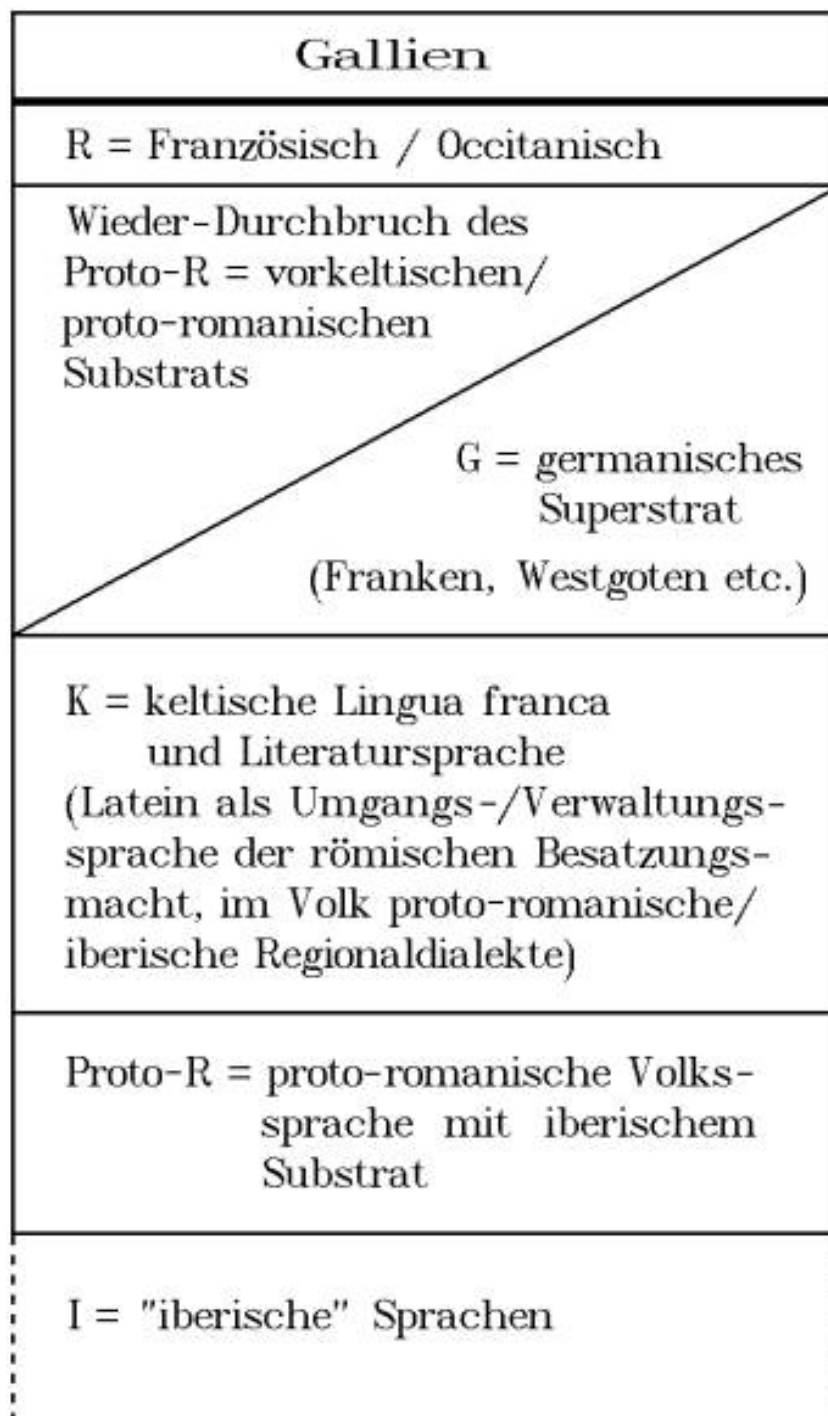 Gallien
R = Französisch / Occitanisch
Wieder-Durchbruch des
Proto-R = vorkeltischen/
proto-romanischen
Substrats
G = germanisches
Superstrat
(Franken, Westgoten etc.)
K = keltische Lingua franca
und Literatursprache
(Latein als Umgangs-/Verwaltungs-
sprache der römischen Besatzungs-
macht, im Volk proto-romanische/
iberische Regionaldialekte)
Proto-R = proto-romanische Volks-
sprache mit iberischem
Substrat
I = "iberische" Sprachen